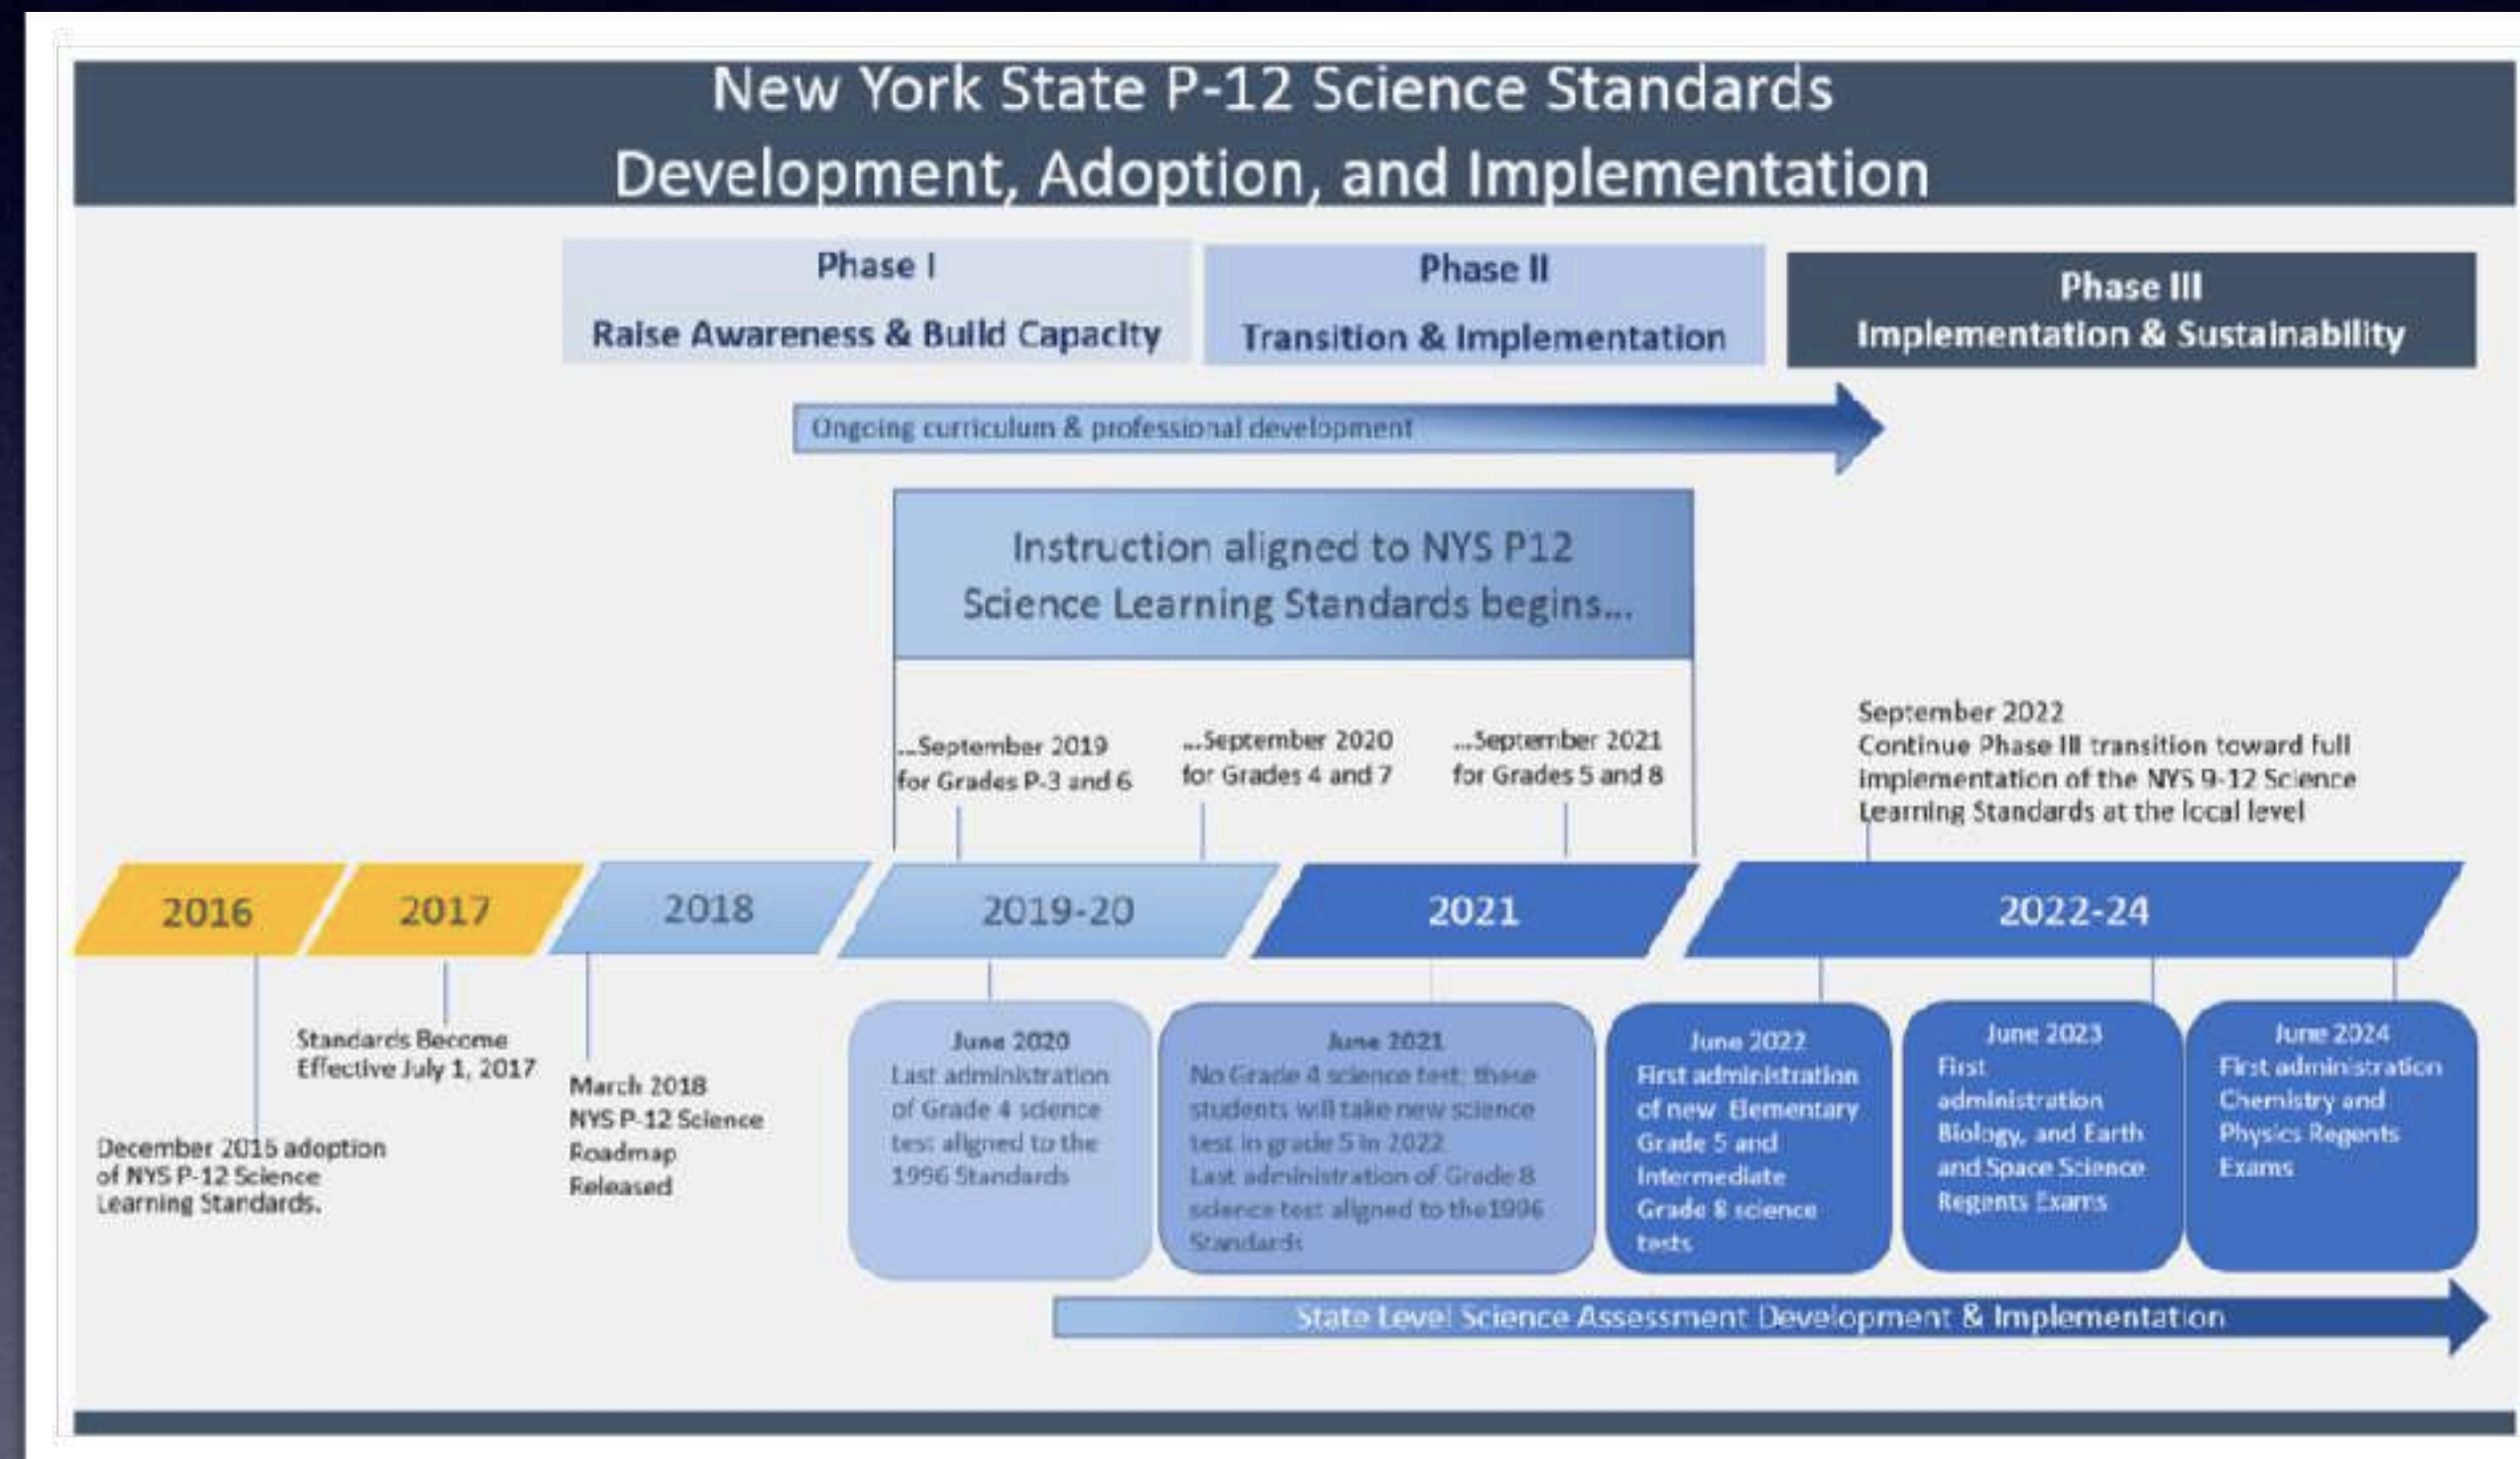 New York State P-12 Science Standards
Development, Adoption, and Implementation
Phase I
Raise Awareness & Build Capacity
Phase II
Transition & Implementation
Phase III
Implementation & Sustainability
Ongoing curriculum & professional development
Instruction aligned to NYS P12
Science Learning Standards begins...
...September 2019
for Grades P-3 and 6
...September 2020
for Grades 4 and 7
...September 2021
for Grades 5 and 8
September 2022
Continue Phase III transition toward full
implementation of the NYS 9-12 Science
Learning Standards at the local level
2016
2017
2018
2019-20
2021
2022-24
December 2016 adoption
of NYS P-12 Science
Learning Standards.
Standards Become
Effective July 1, 2017
March 2018
NYS P-12 Science
Roadmap
Released
June 2020
Last administration
of Grade 4 science
test aligned to the
1996 Standards
June 2021
No Grade 4 science test; these
students will take new science
test in grade 5 in 2022
Last administration of Grade 8
science test aligned to the1996
Standards
June 2022
First administration
of new Elementary
Grade 5 and
Intermediate
Grade 8 science
tests
June 2023
First
administration
Biology, and Earth
and Space Science
Regents Exams
June 2024
First administration
Chemistry and
Physics Regents
Exams
State Level Science Assessment Development & Implementation